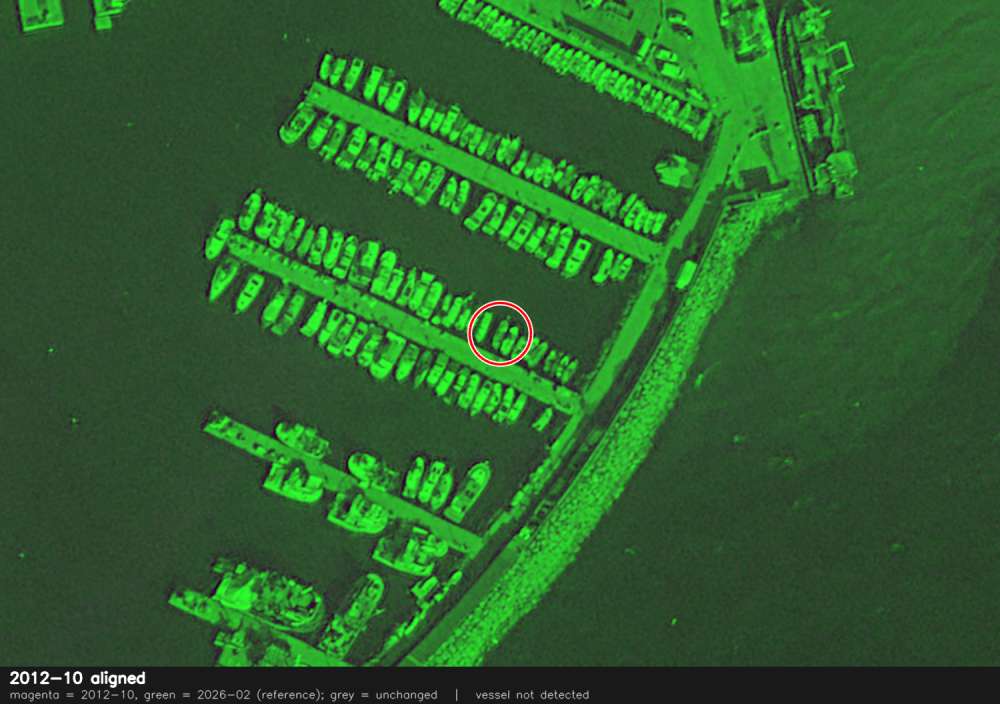 2012-10 aligned
magenta = 2012-10, green = 2026-02 (reference); grey = unchanged | vessel not detected